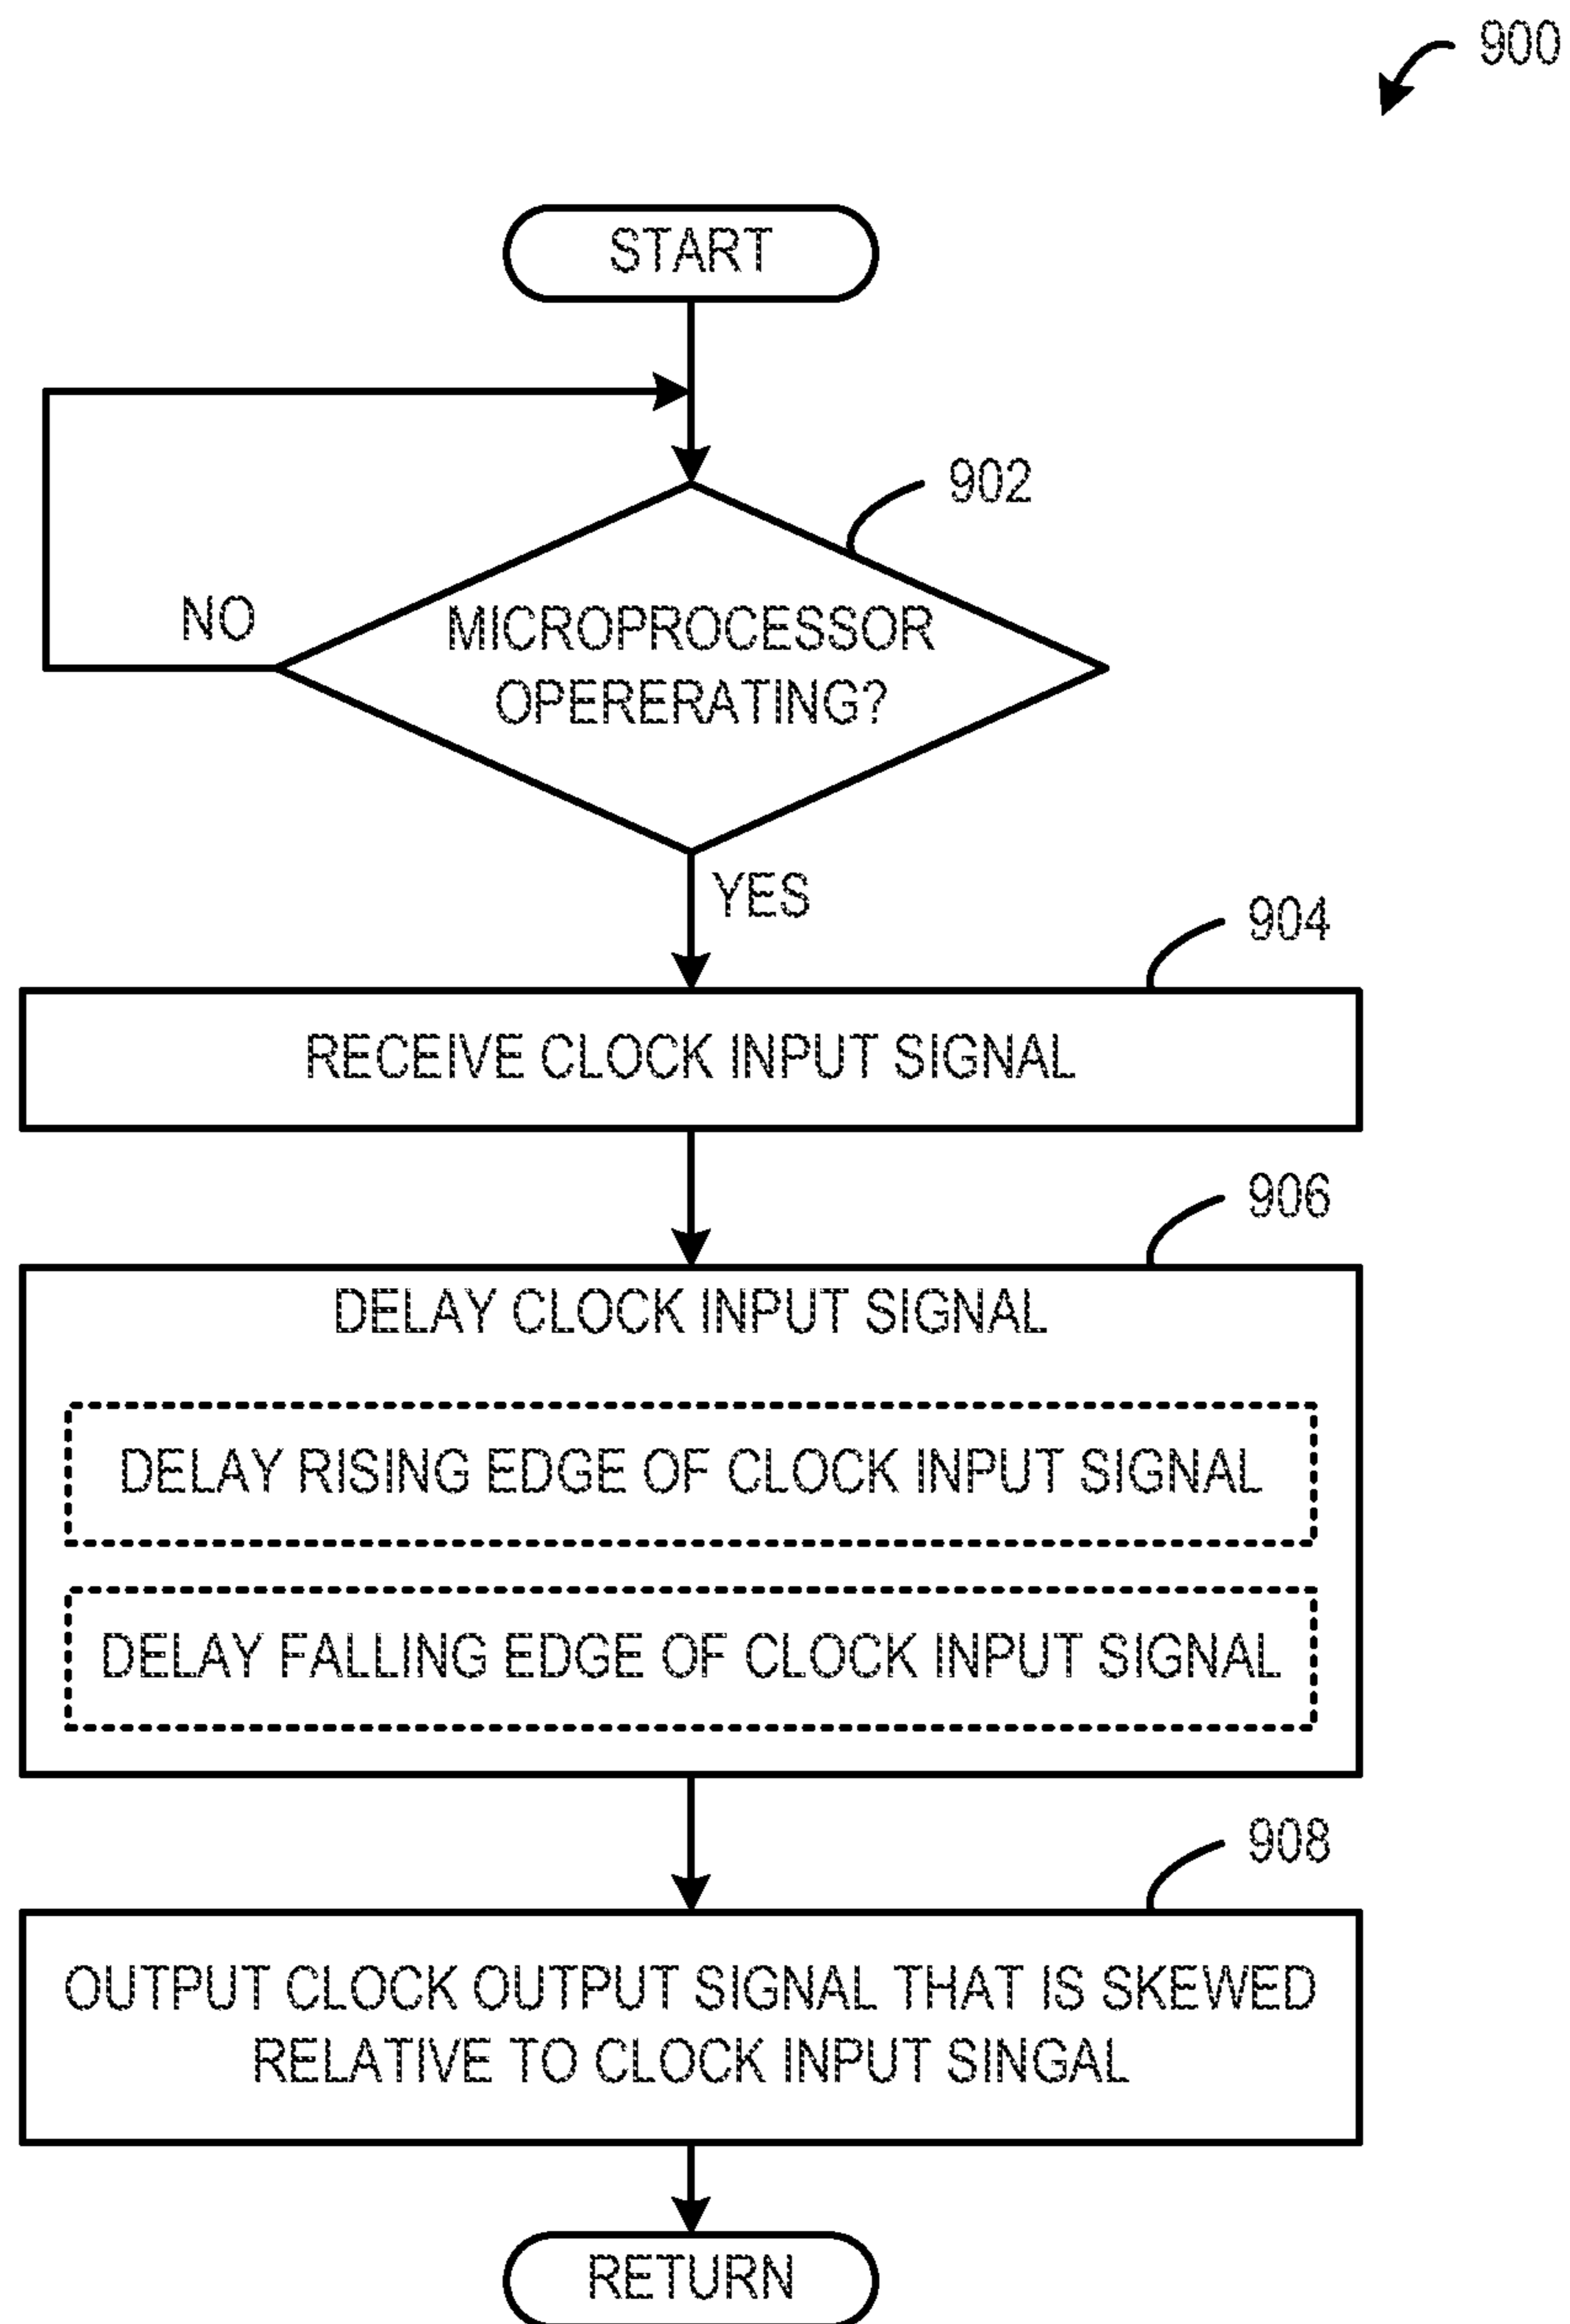 900
START
902
NO
MICROPROCESSOR
OPERERATING?
YES
904
RECEIVE CLOCK INPUT SIGNAL
906
DELAY CLOCK INPUT SIGNAL
DELAY RISING EDGE OF CLOCK INPUT SIGNAL
DELAY FALLING EDGE OF CLOCK INPUT SIGNAL
908
OUTPUT CLOCK OUTPUT SIGNAL THAT IS SKEWED
RELATIVE TO CLOCK INPUT SINGAL
RETURN